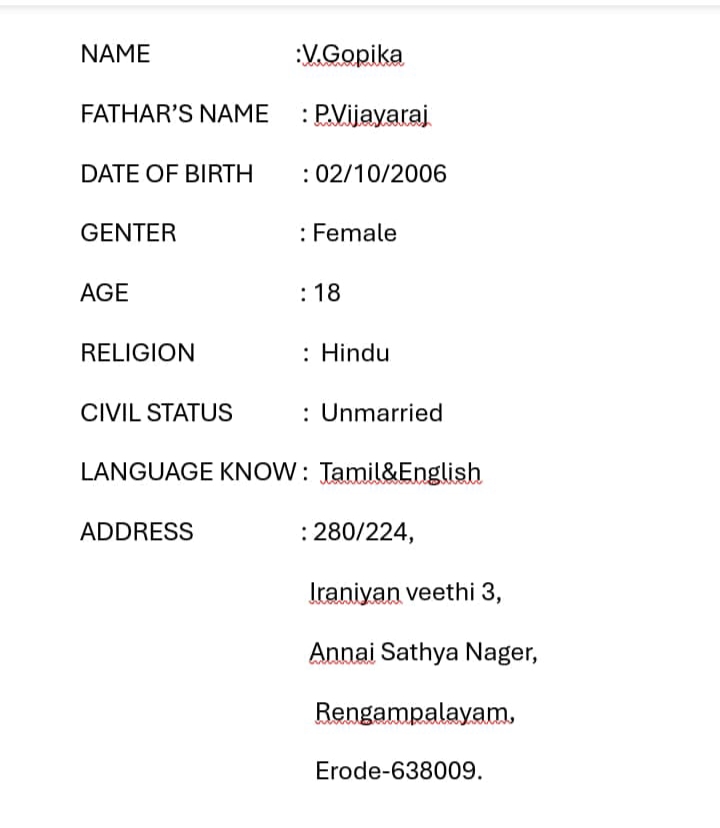 NAME :V.Gopika
FATHAR’S NAME : P.Vijayaraj
DATE OF BIRTH : 02/10/2006
GENTER : Female
AGE : 18
RELIGION : Hindu
CIVIL STATUS : Unmarried
LANGUAGE KNOW : Tamil&English
ADDRESS : 280/224,
Iraniyan veethi 3,
Annai Sathya Nager,
Rengampalayam,
Erode-638009.